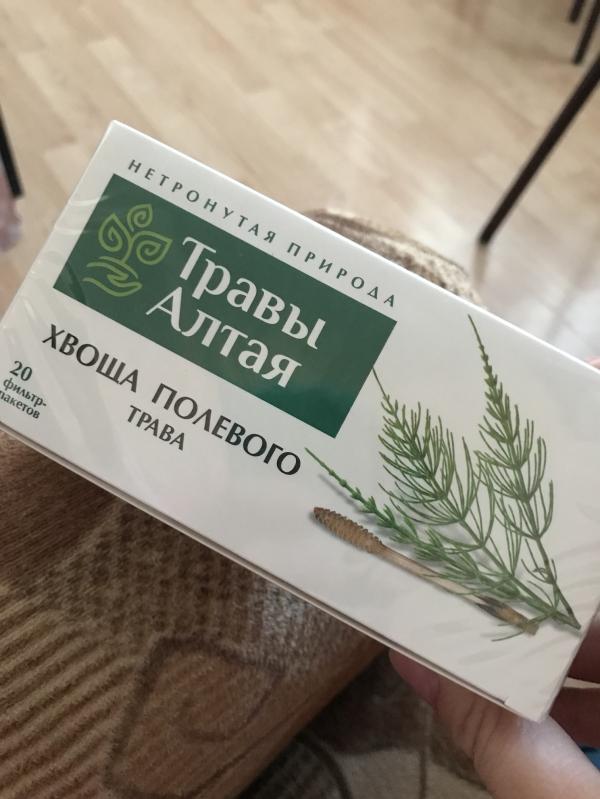 НЕТРОНУТАЯ ПРИРОДА
Травы
Алтая
ХВОЩА ПОЛЕВОГО
ТРАВА
20
фильтр-
пакетов